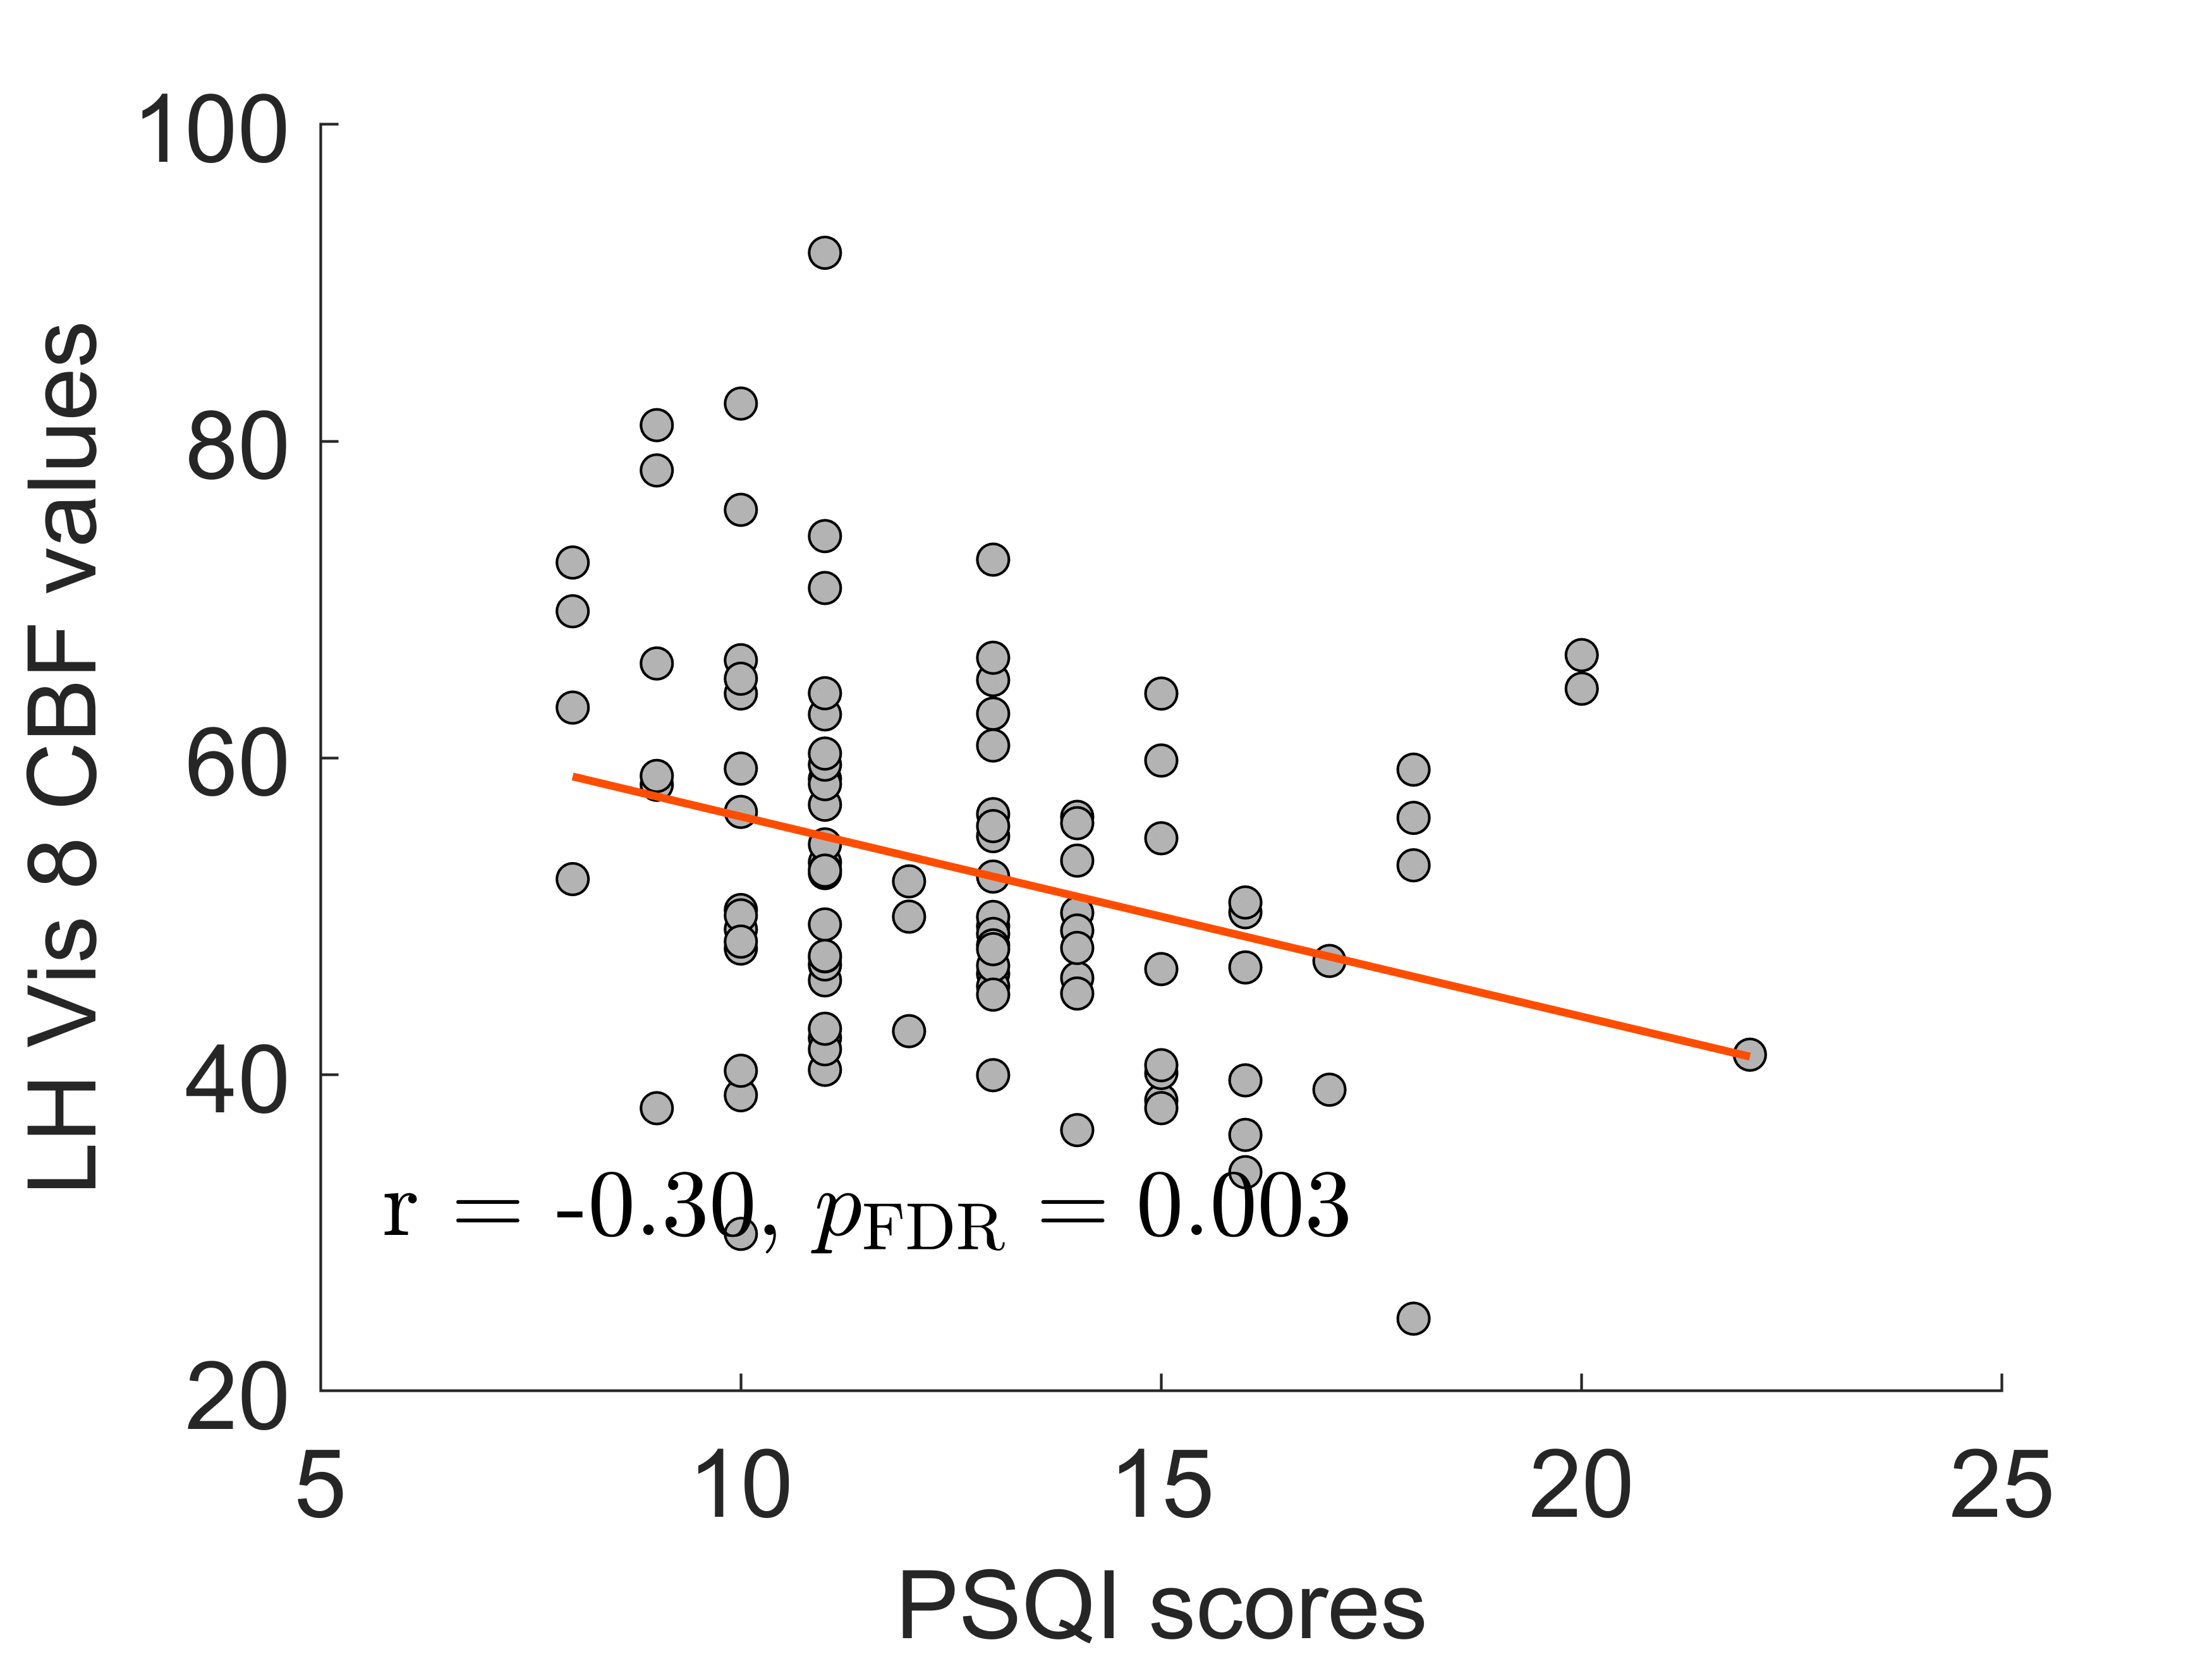 100
80
60
40
20
LH Vis 8 CBF values
r = -0.30, pFDR = 0.003
5 10 15 20 25
PSQI scores